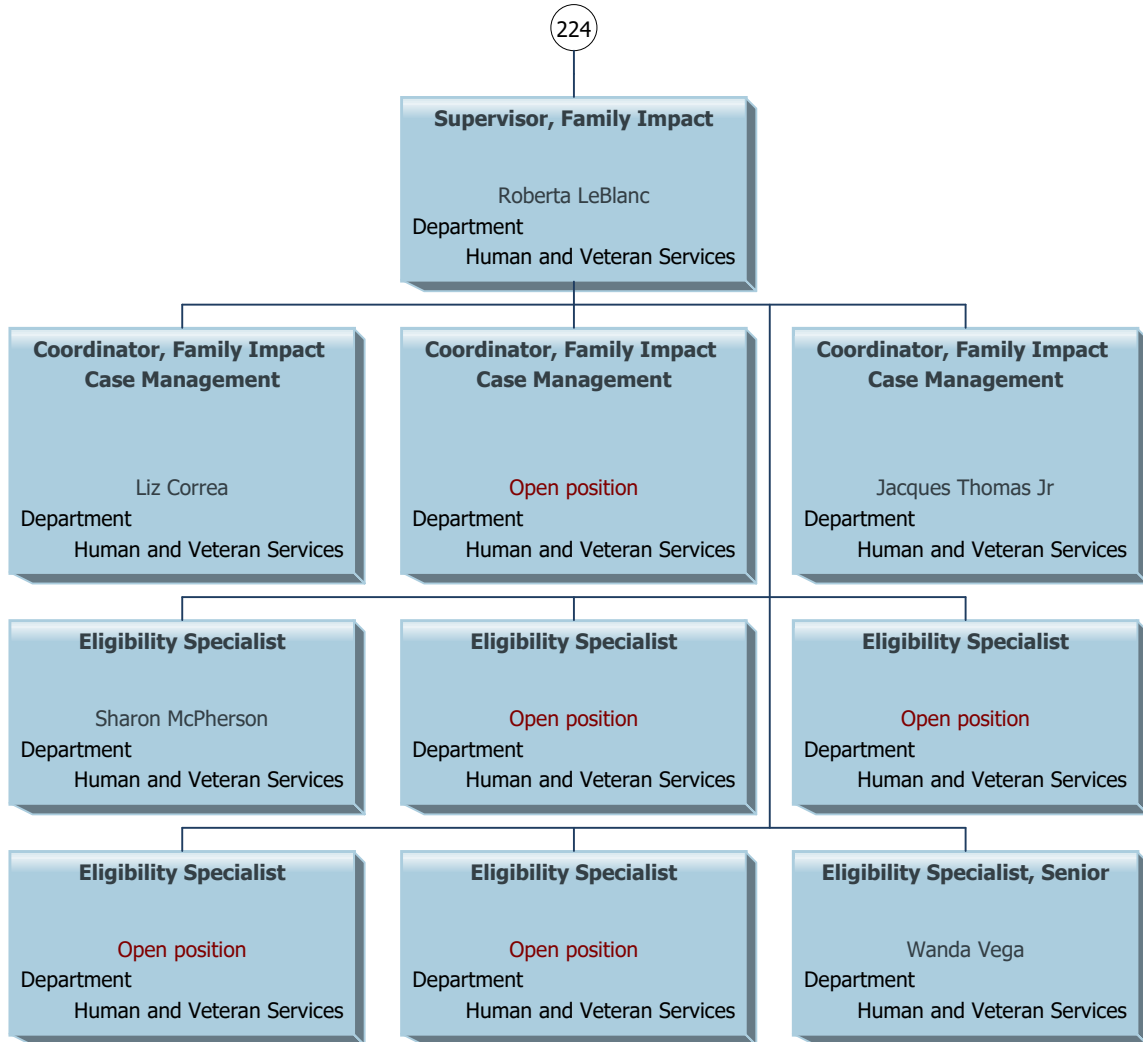 224
Supervisor, Family Impact
Roberta LeBlanc
Department
Human and Veteran Services
Coordinator, Family Impact
Case Management
Liz Correa
Department
Human and Veteran Services
Coordinator, Family Impact
Case Management
Open position
Department
Human and Veteran Services
Coordinator, Family Impact
Case Management
Jacques Thomas Jr
Department
Human and Veteran Services
Eligibility Specialist
Sharon McPherson
Department
Human and Veteran Services
Eligibility Specialist
Open position
Department
Human and Veteran Services
Eligibility Specialist
Open position
Department
Human and Veteran Services
Eligibility Specialist
Open position
Department
Human and Veteran Services
Eligibility Specialist
Open position
Department
Human and Veteran Services
Eligibility Specialist, Senior
Wanda Vega
Department
Human and Veteran Services